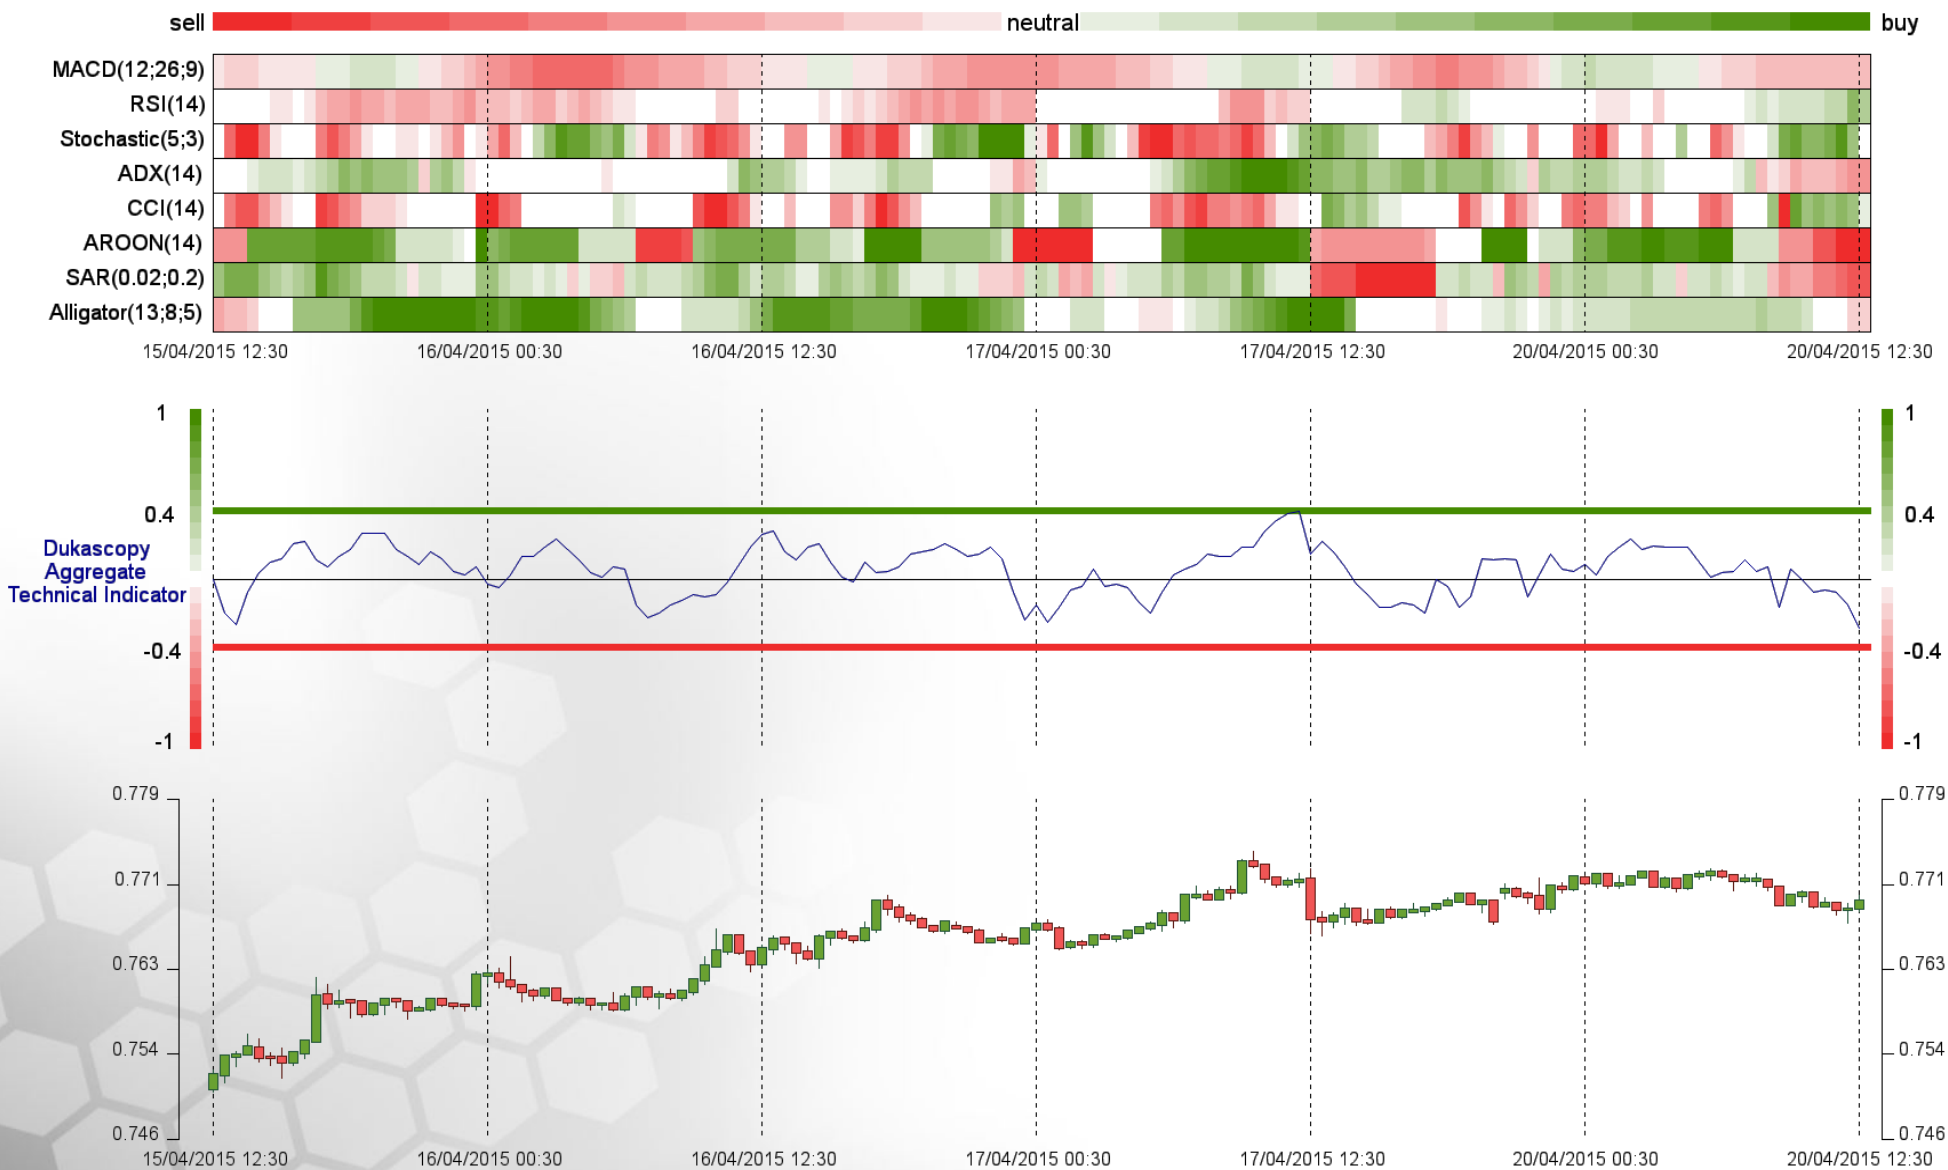 sell neutral buy
MACD(12;26;9)
RSI(14)
Stochastic(5;3)
ADX(14)
CCI(14)
AROON(14)
SAR(0.02;0.2)
Alligator(13;8;5)
15/04/2015 12:30 16/04/2015 00:30 16/04/2015 12:30 17/04/2015 00:30 17/04/2015 12:30 20/04/2015 00:30 20/04/2015 12:30
1 1
0.4 0.4
Dukascopy
Aggregate
Technical Indicator
-0.4 -0.4
-1 -1
0.779 0.779
0.771 0.771
0.763 0.763
0.754 0.754
0.746 0.746
15/04/2015 12:30 16/04/2015 00:30 16/04/2015 12:30 17/04/2015 00:30 17/04/2015 12:30 20/04/2015 00:30 20/04/2015 12:30